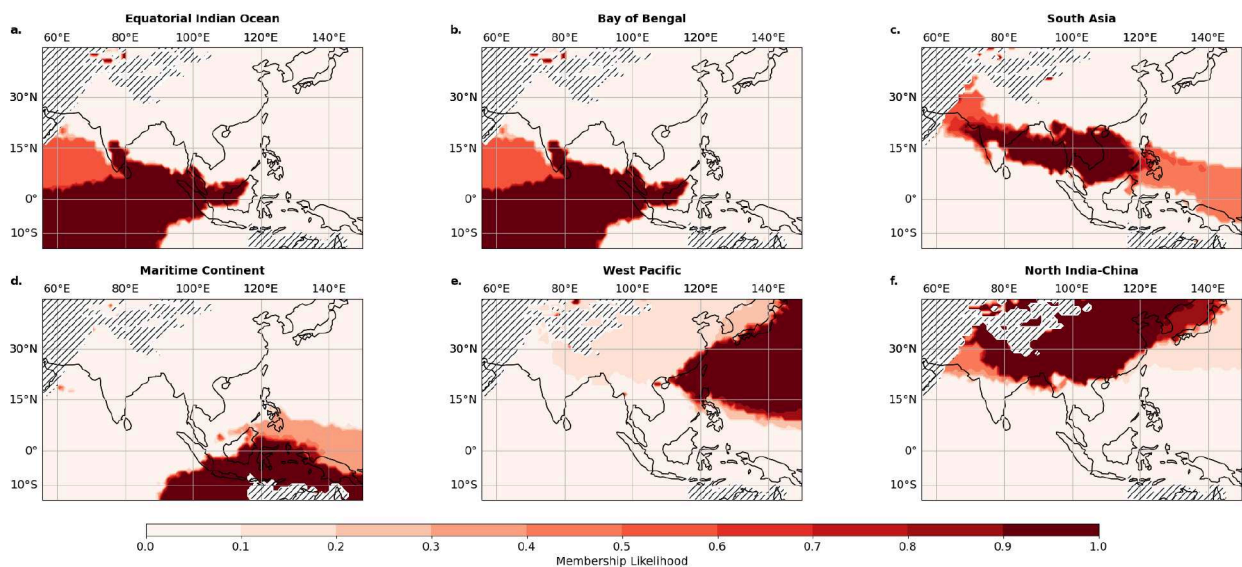 Equatorial Indian Ocean
a.
60°E 80°E 100°E 120°E 140°E
30°N
15°N
0°
10°S
Bay of Bengal
b.
60°E 80°E 100°E 120°E 140°E
30°N
15°N
0°
10°S
South Asia
c.
60°E 80°E 100°E 120°E 140°E
30°N
15°N
0°
10°S
Maritime Continent
d.
60°E 80°E 100°E 120°E 140°E
30°N
15°N
0°
10°S
West Pacific
e.
60°E 80°E 100°E 120°E 140°E
30°N
15°N
0°
10°S
North India-China
f.
60°E 80°E 100°E 120°E 140°E
30°N
15°N
0°
10°S
0.0 0.1 0.2 0.3 0.4 0.5 0.6 0.7 0.8 0.9 1.0
Membership Likelihood